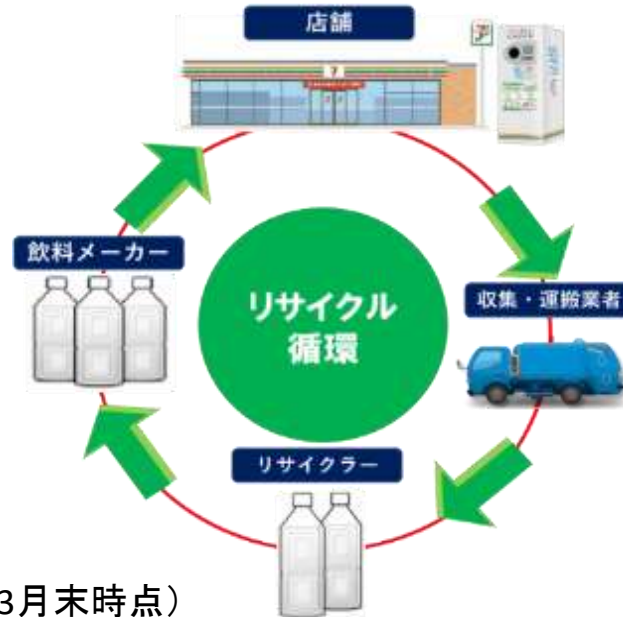 店舗
7
飲料メーカー
リサイクル
循環
収集・運搬業者
リサイクラー
3月末時点）